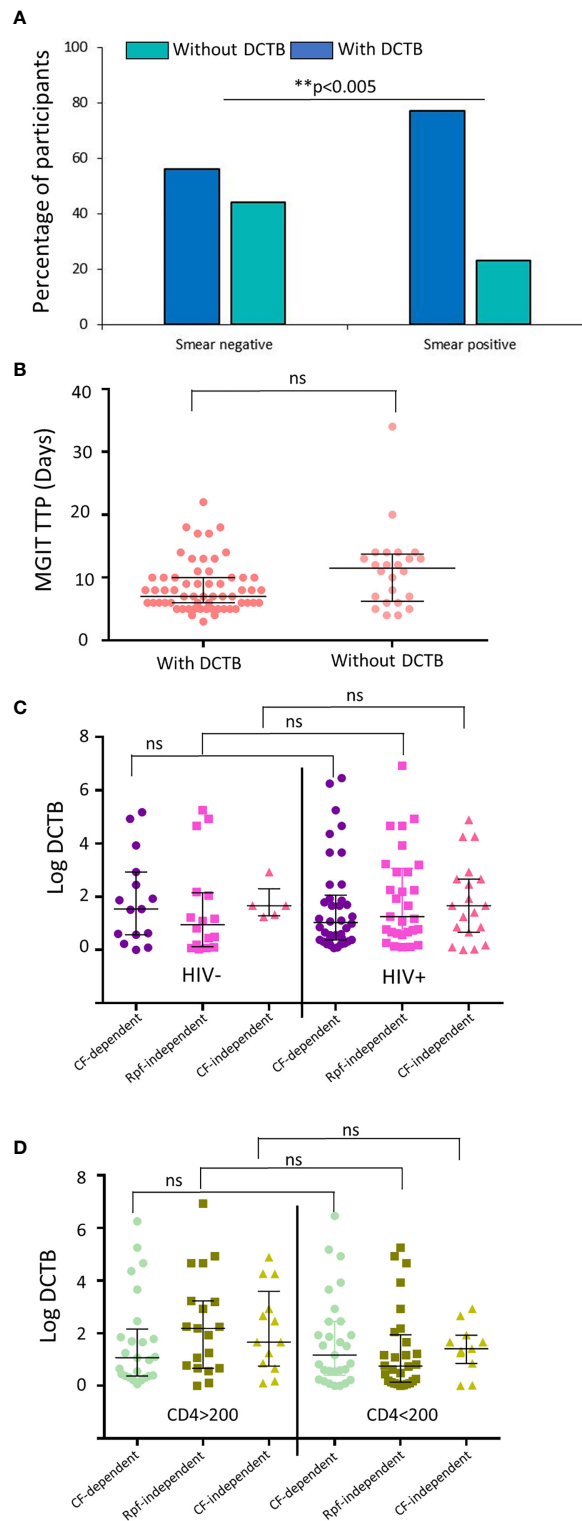 A
Without DCTB
With DCTB
**p<0.005
Percentage of participants
100
80
60
40
20
0
Smear negative
Smear positive
B
ns
MGIT TTP (Days)
40
30
20
10
0
With DCTB
Without DCTB
C
ns
ns
ns
Log DCTB
8
6
4
2
0
HIV-
HIV+
CF-dependent
Rpf-independent
CF-independent
CF-dependent
Rpf-independent
CF-independent
D
ns
ns
ns
Log DCTB
8
6
4
2
0
CD4>200
CD4<200
CF-dependent
Rpf-independent
CF-independent
CF-dependent
Rpf-independent
CF-independent